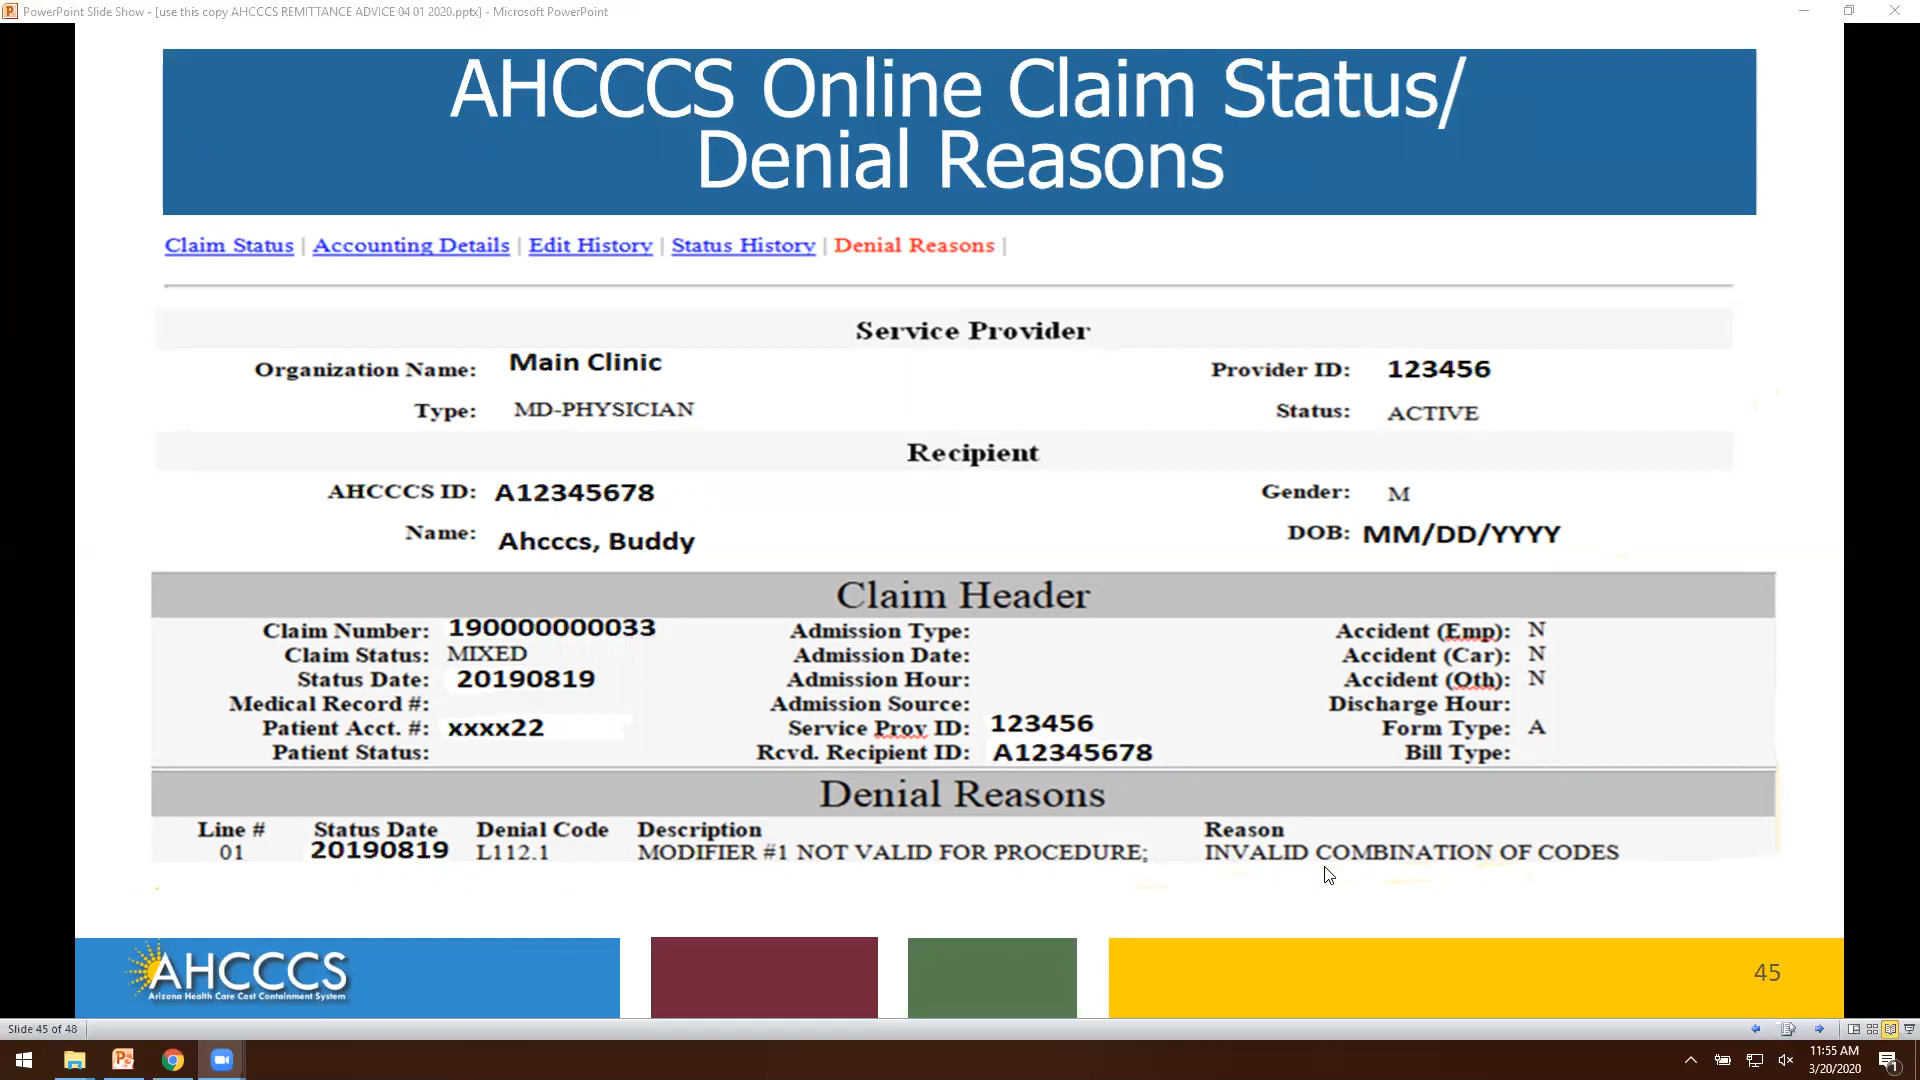 PowerPoint Slide Show - [use this copy AHCCCS REMITTANCE ADVICE 04 01 2020.pptx] - Microsoft PowerPoint
AHCCCS Online Claim Status/
Denial Reasons
Claim Status | Accounting Details | Edit History | Status History | Denial Reasons |
Service Provider
Organization Name: Main Clinic Provider ID: 123456
Type: MD-PHYSICIAN Status: ACTIVE
Recipient
AHCCCS ID: A12345678 Gender: M
Name: Ahcccs, Buddy DOB: MM/DD/YYYY
Claim Header
Claim Number: 190000000033 Admission Type: Accident (Emp): N
Claim Status: MIXED Admission Date: Accident (Car): N
Status Date: 20190819 Admission Hour: Accident (Oth): N
Medical Record #: Admission Source: Discharge Hour:
Patient Acct. #: xxxx22 Service Prov ID: 123456 Form Type: A
Patient Status: Rcvd. Recipient ID: A12345678 Bill Type:
Denial Reasons
Line # Status Date Denial Code Description Reason
01 20190819 L112.1 MODIFIER #1 NOT VALID FOR PROCEDURE; INVALID COMBINATION OF CODES
AHCCCS
Arizona Health Care Cost Containment System
45
Slide 45 of 48
11:55 AM
3/20/2020
1